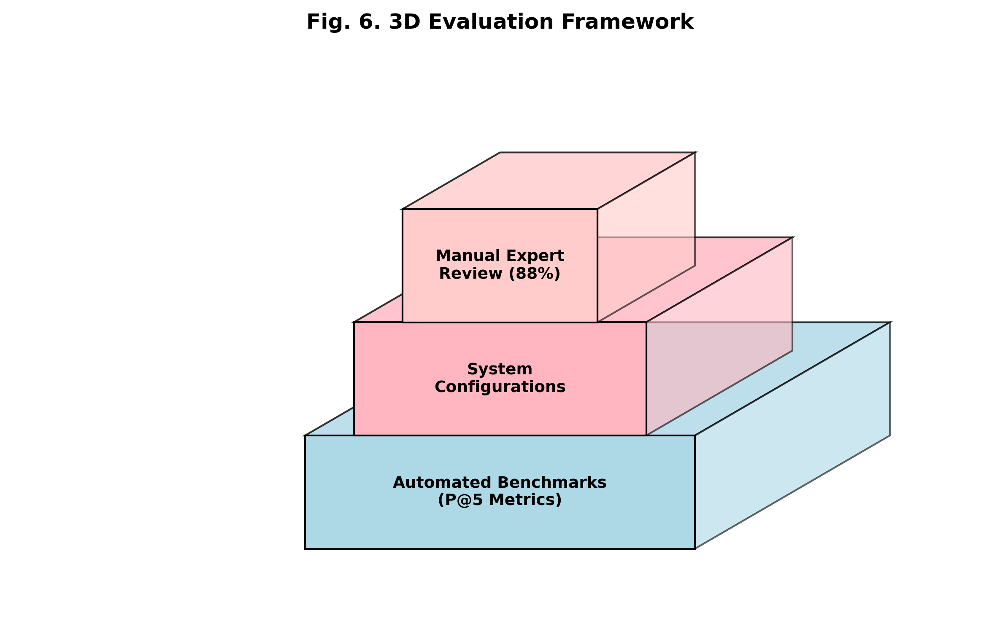 Fig. 6. 3D Evaluation Framework
Manual Expert
Review (88%)
System
Configurations
Automated Benchmarks
(P@5 Metrics)